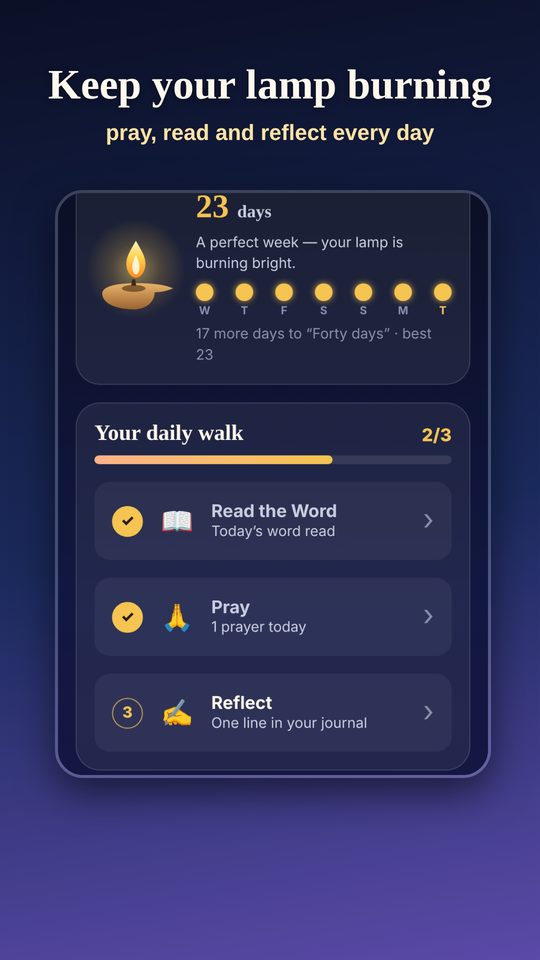 Keep your lamp burning
pray, read and reflect every day
23 days
A perfect week — your lamp is
burning bright.
W T F S S M T
17 more days to “Forty days” · best
23
Your daily walk 2/3
Read the Word
Today’s word read
Pray
1 prayer today
3
Reflect
One line in your journal